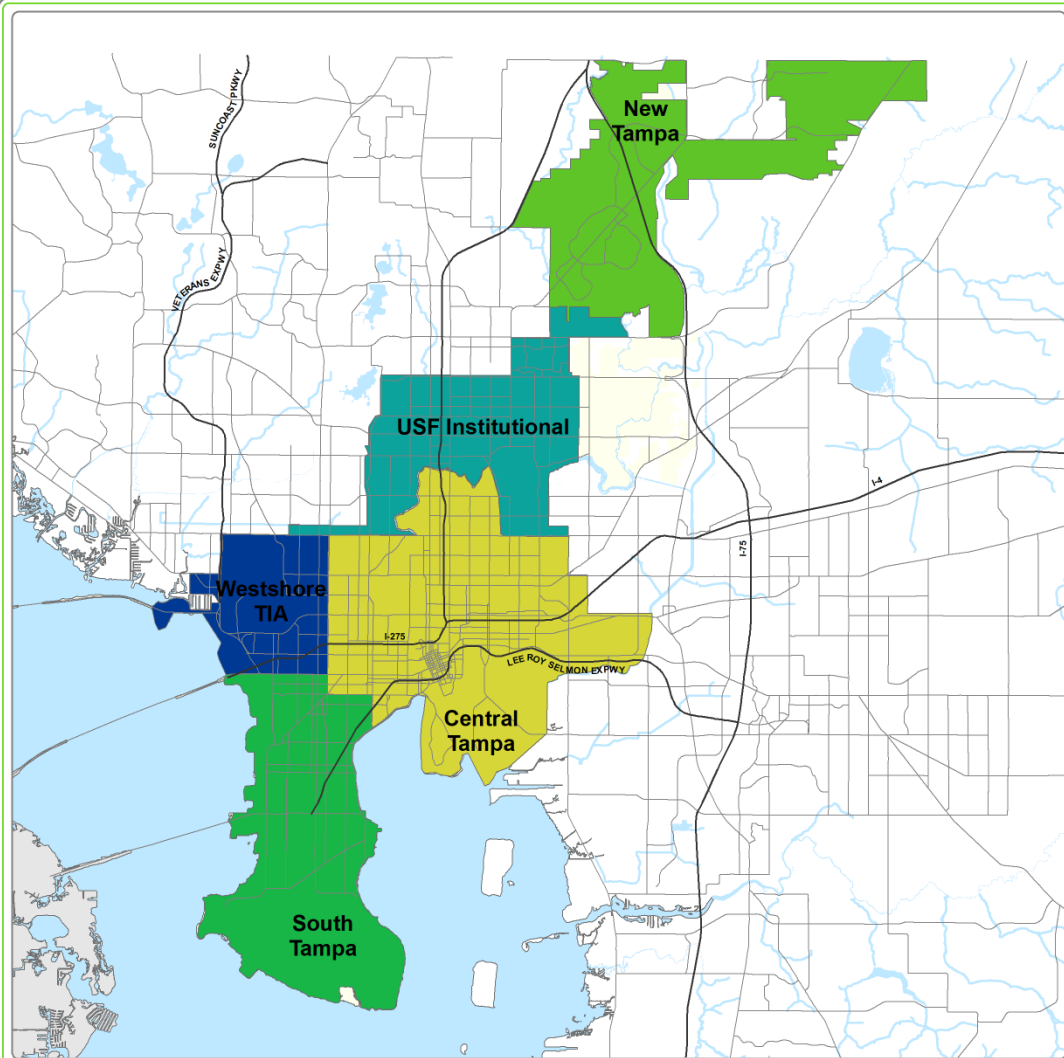 SUNCOAST PKWY
New
Tampa
VETERANS EXPWY
USF Institutional
I-4
I-75
Westshore
TIA
I-275
LEE ROY SELMON EXPWY
Central
Tampa
South
Tampa